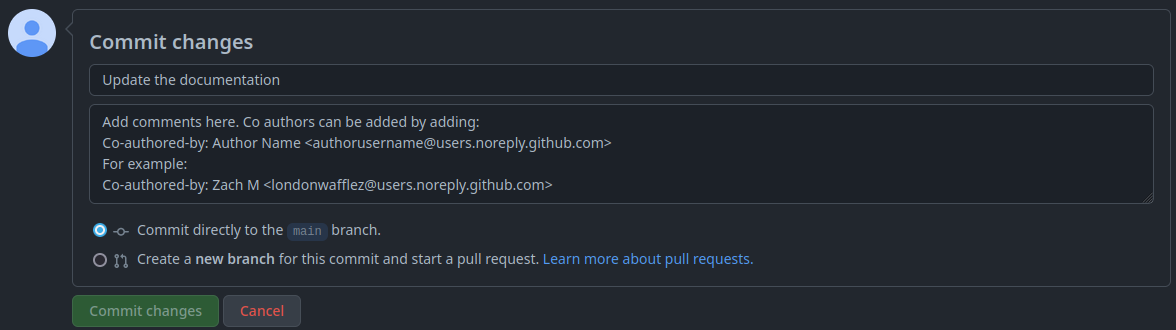 Commit changes
Update the documentation
Add comments here. Co authors can be added by adding:
Co-authored-by: Author Name <authorusername@users.noreply.github.com>
For example:
Co-authored-by: Zach M <londonwafflez@users.noreply.github.com>
Commit directly to the main branch.
Create a new branch for this commit and start a pull request. Learn more about pull requests.
Commit changes Cancel